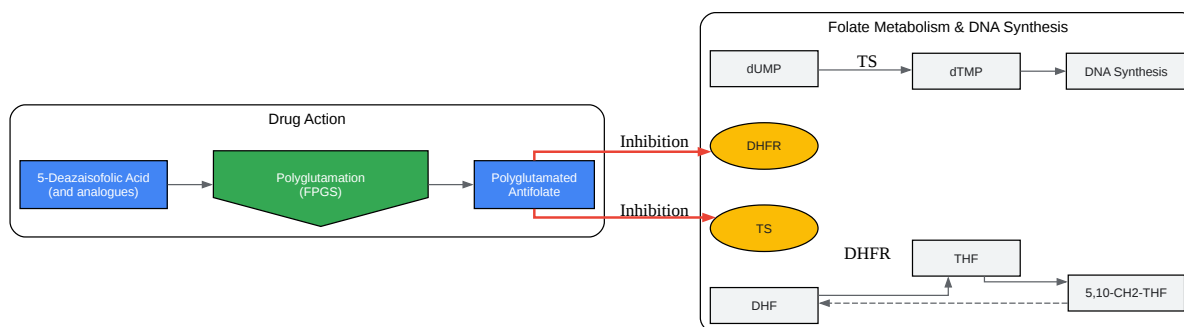 Folate Metabolism & DNA Synthesis
dUMP
TS
dTMP
DNA Synthesis
Drug Action
5-Deazaisofolic Acid
(and analogues)
Polyglutamation
(FPGS)
Polyglutamated
Antifolate
Inhibition
DHFR
Inhibition
TS
DHFR
THF
DHF
5,10-CH2-THF